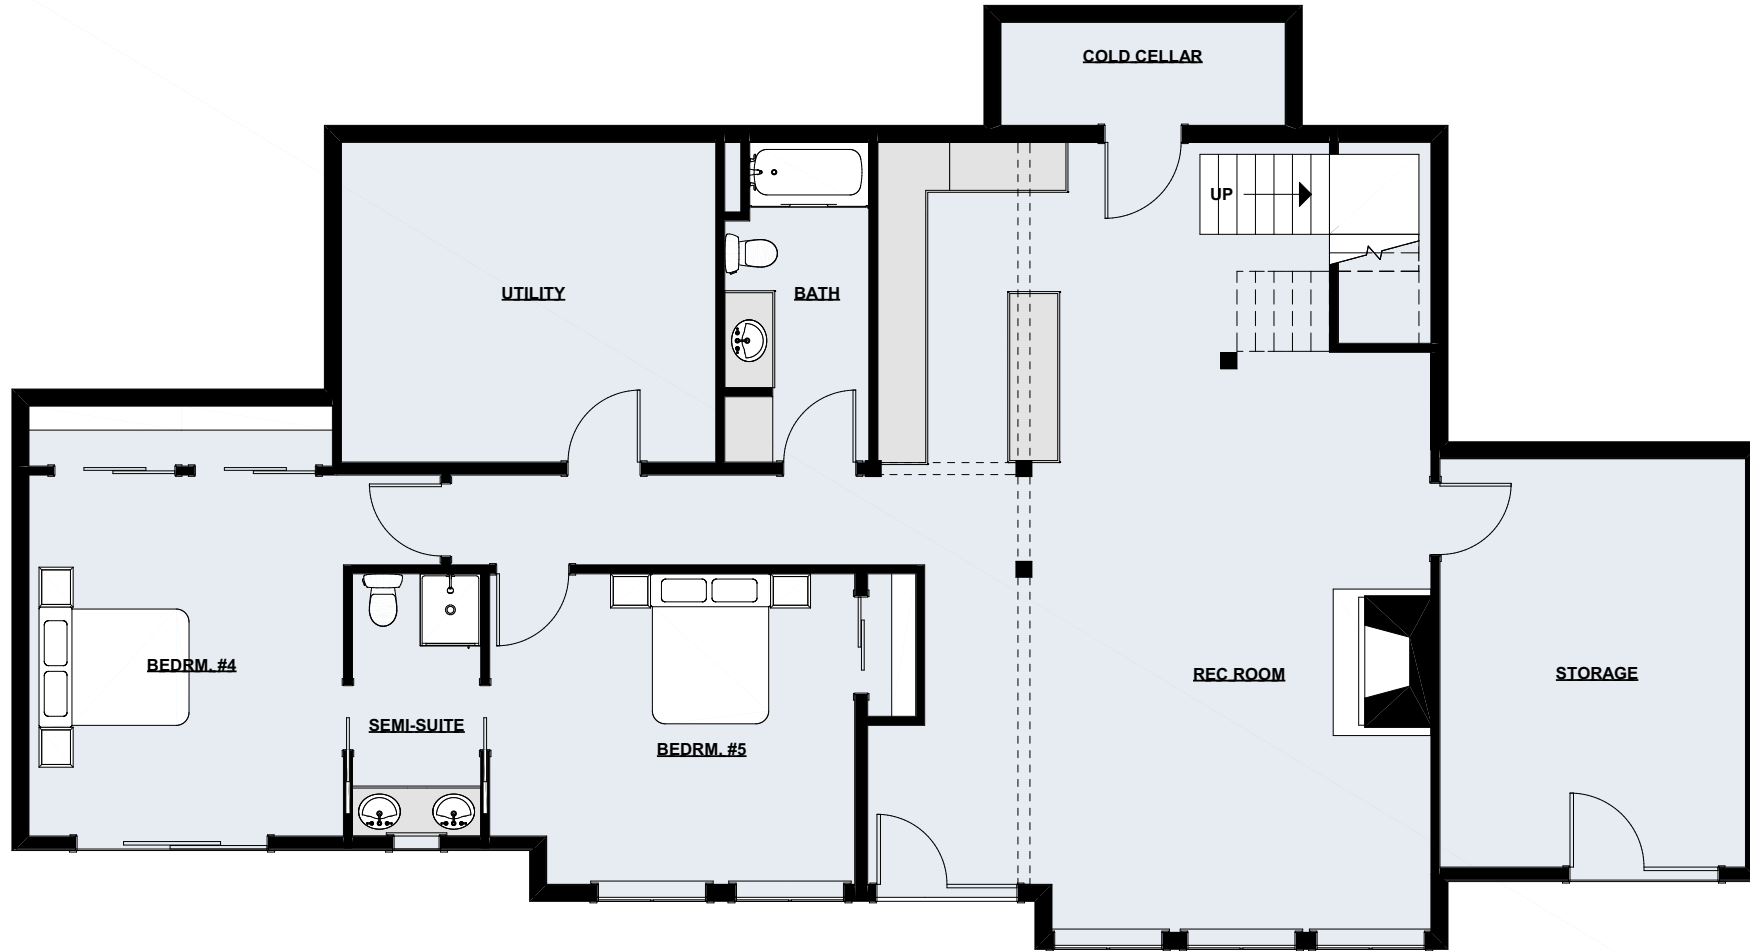 COLD CELLAR
UP
UTILITY
BATH
BEDRM. #4
REC ROOM
STORAGE
SEMI-SUITE
BEDRM. #5